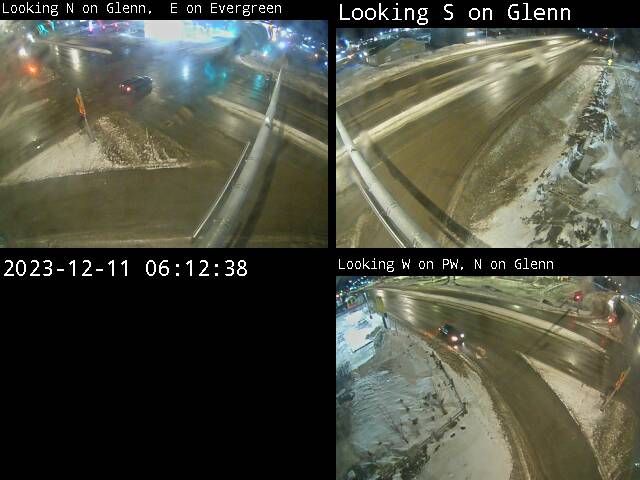 Looking N on Glenn,  E on Evergreen
Looking S on Glenn
2023-12-11 06:12:38
Looking W on PW, N on Glenn